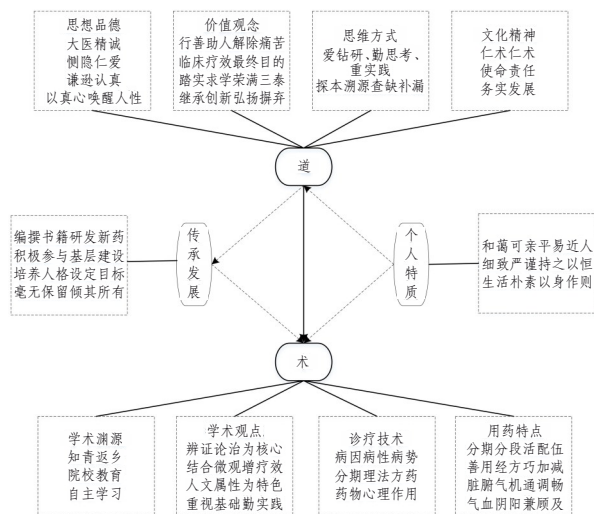 思想品德
大医精诚
恻隐仁爱
谦逊认真
以真心唤醒人性
价值观念
行善助人解除痛苦
临床疗效最终目的
踏实求学荣满三泰
继承创新弘扬摒弃
思维方式
爱钻研、勤思考、
重实践
探本溯源查缺补漏
文化精神
仁术仁术
使命责任
务实发展
道
编撰书籍研发新药
积极参与基层建设
培养人格设定目标
毫无保留倾其所有
传承发展
个人特质
和蔼可亲平易近人
细致严谨持之以恒
生活朴素以身作则
术
学术渊源
知青返乡
院校教育
自主学习
学术观点
辨证论治为核心
结合微观增疗效
人文属性为特色
重视基础勤实践
诊疗技术
病因病性病势
分期理法方药
药物心理作用
用药特点
分期分段活配伍
善用经方巧加减
脏腑气机通调畅
气血阴阳兼顾及